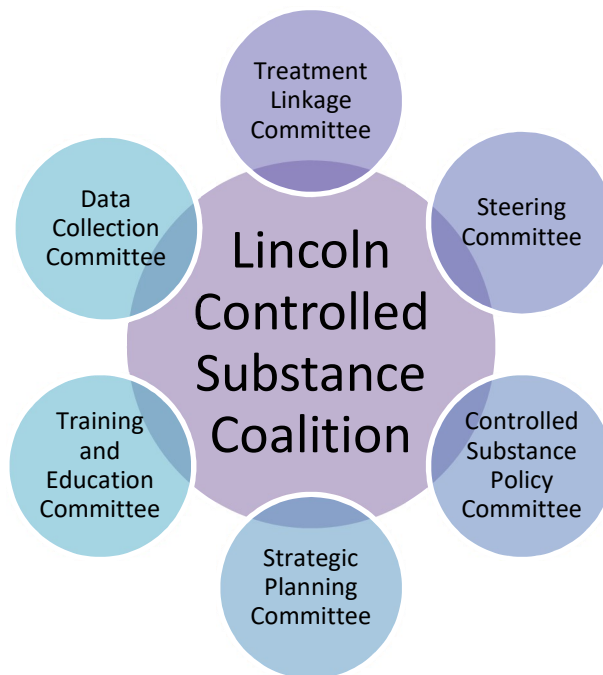 Treatment
Linkage
Committee
Data
Collection
Committee
Steering
Committee
Lincoln
Controlled
Substance
Coalition
Training
and
Education
Committee
Controlled
Substance
Policy
Committee
Strategic
Planning
Committee